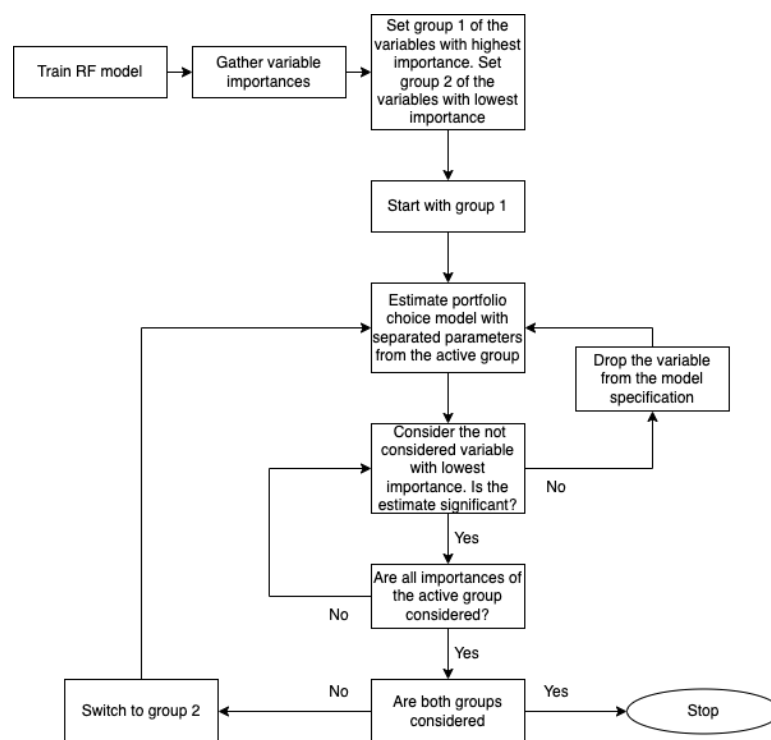 Train RF model
Gather variable
importances
Set group 1 of the
variables with highest
importance. Set
group 2 of the
variables with lowest
importance
Start with group 1
Estimate portfolio
choice model with
separated parameters
from the active group
Drop the variable
from the model
specification
Consider the not
considered variable
with lowest
importance. Is the
estimate significant?
No
Yes
Are all importances of
the active group
considered?
No
Yes
Switch to group 2
No
Are both groups
considered
Yes
Stop